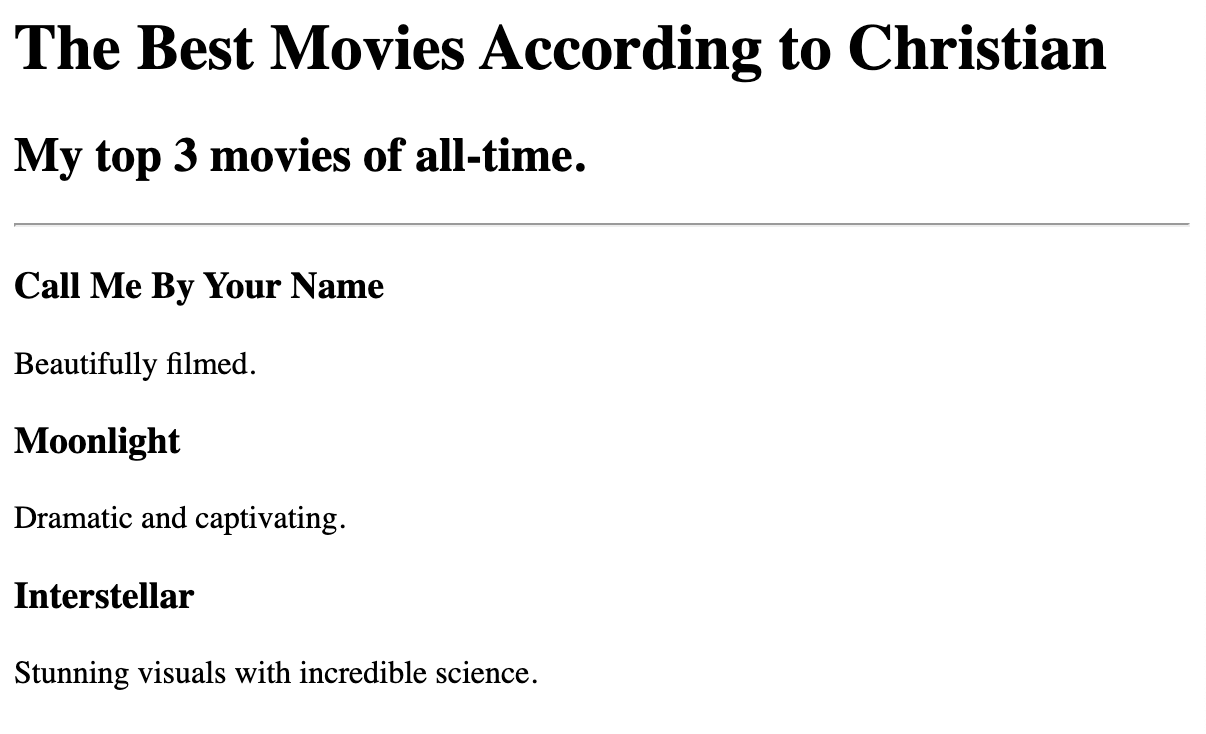 The Best Movies According to Christian
My top 3 movies of all-time.
Call Me By Your Name
Beautifully filmed.
Moonlight
Dramatic and captivating.
Interstellar
Stunning visuals with incredible science.